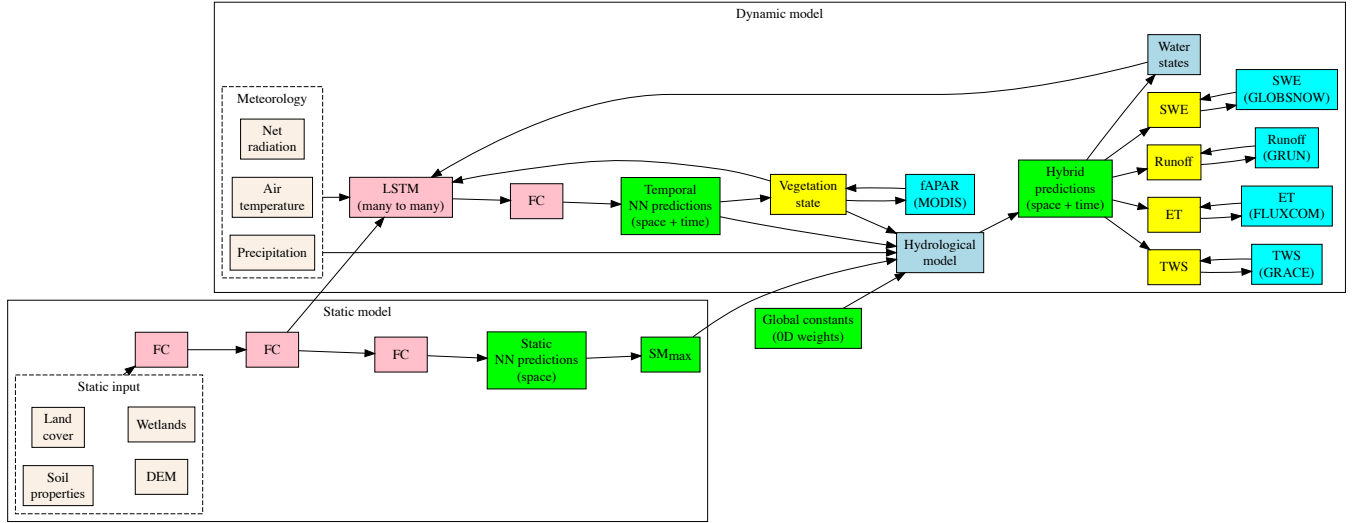 Dynamic model
Meteorology
Net
radiation
Air
temperature
Precipitation
LSTM
(many to many)
FC
Temporal
NN predictions
(space + time)
Vegetation
state
fAPAR
(MODIS)
Hydrological
model
Hybrid
predictions
(space + time)
Water
states
SWE
SWE
(GLOBSNOW)
Runoff
Runoff
(GRUN)
ET
ET
(FLUXCOM)
TWS
TWS
(GRACE)
Static model
FC
FC
FC
Static
NN predictions
(space)
SMmax
Global constants
(0D weights)
Static input
Land
cover
Wetlands
Soil
properties
DEM